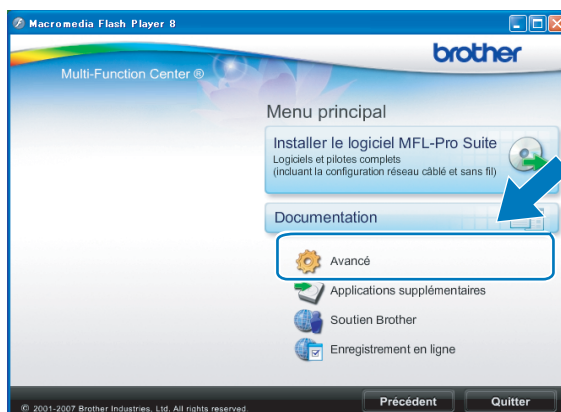 Macromedia Flash Player 8
brother
Multi-Function Center ®
Menu principal
Installer le logiciel MFL-Pro Suite
Logiciels et pilotes complets
(incluant la configuration réseau câblé et sans fil)
Documentation
Avancé
Applications supplémentaires
Soutien Brother
Enregistrement en ligne
© 2001-2007 Brother Industries, Ltd. All rights reserved.
Précédent
Quitter